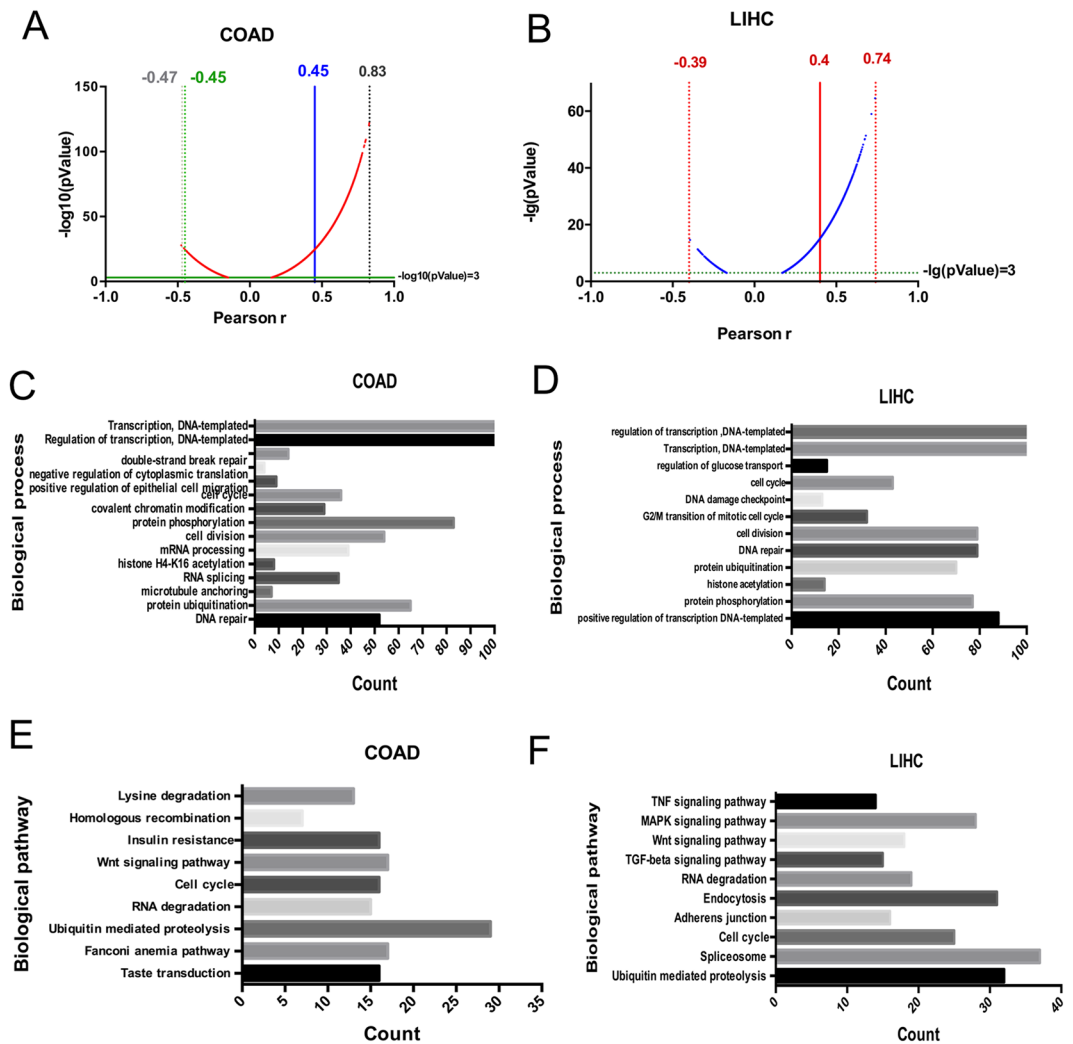 A
COAD
-0.47
-0.45
0.45
0.83
150
100
50
0
-log10(pValue)
-log10(pValue)=3
-1.0
-0.5
0.0
0.5
1.0
Pearson r
B
LIHC
-0.39
0.4
0.74
60
40
20
0
-lg(pValue)
-lg(pValue)=3
-1.0
-0.5
0.0
0.5
1.0
Pearson r
C
COAD
Biological process
Transcription, DNA-templated
Regulation of transcription, DNA-templated
double-strand break repair
negative regulation of cytoplasmic translation
positive regulation of epithelial cell migration
cell cycle
covalent chromatin modification
protein phosphorylation
cell division
mRNA processing
histone H4-K16 acetylation
RNA splicing
microtubule anchoring
protein ubiquitination
DNA repair
0
10
20
30
40
50
60
70
80
90
100
Count
D
LIHC
Biological process
regulation of transcription ,DNA-templated
Transcription, DNA-templated
regulation of glucose transport
cell cycle
DNA damage checkpoint
G2/M transition of mitotic cell cycle
cell division
DNA repair
protein ubiquitination
histone acetylation
protein phosphorylation
positive regulation of transcription DNA-templated
0
20
40
60
80
100
Count
E
COAD
Biological pathway
Lysine degradation
Homologous recombination
Insulin resistance
Wnt signaling pathway
Cell cycle
RNA degradation
Ubiquitin mediated proteolysis
Fanconi anemia pathway
Taste transduction
0
5
10
15
20
25
30
35
Count
F
LIHC
Biological pathway
TNF signaling pathway
MAPK signaling pathway
Wnt signaling pathway
TGF-beta signaling pathway
RNA degradation
Endocytosis
Adherens junction
Cell cycle
Spliceosome
Ubiquitin mediated proteolysis
0
10
20
30
40
Count